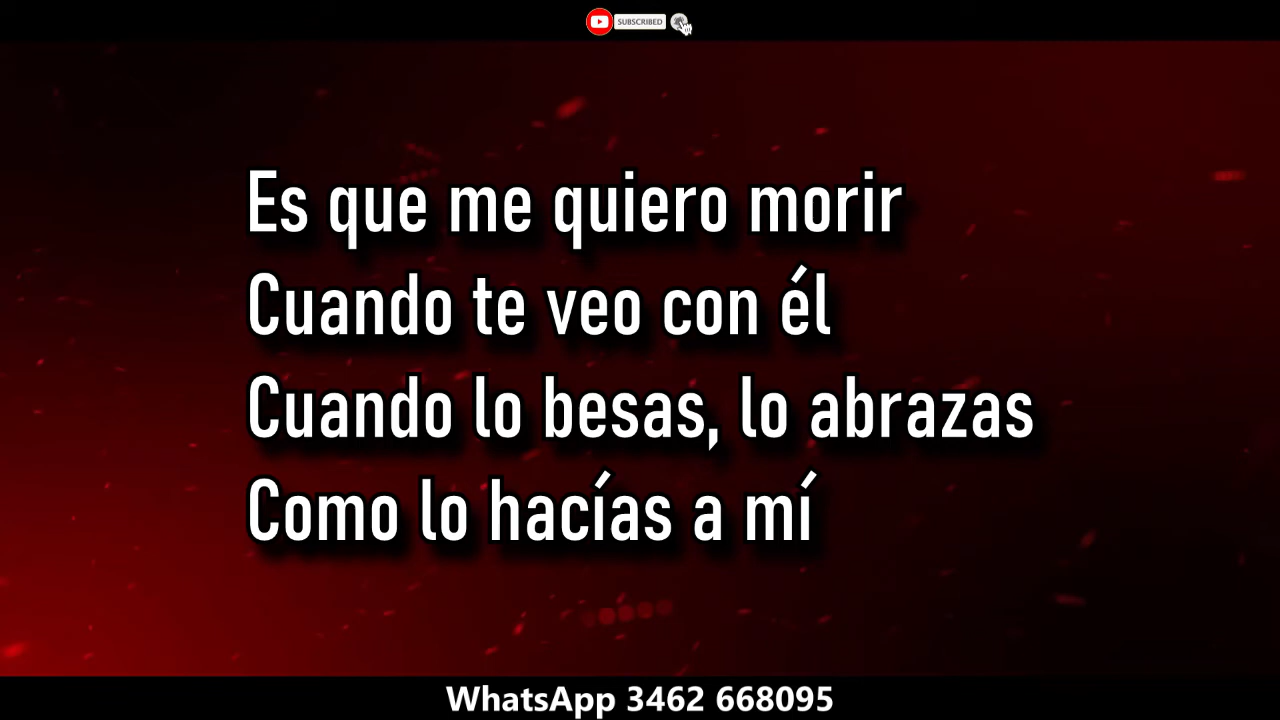 SUBSCRIBED
Es que me quiero morir
Cuando te veo con él
Cuando lo besas, lo abrazas
Como lo hacías a mí
WhatsApp 3462 668095